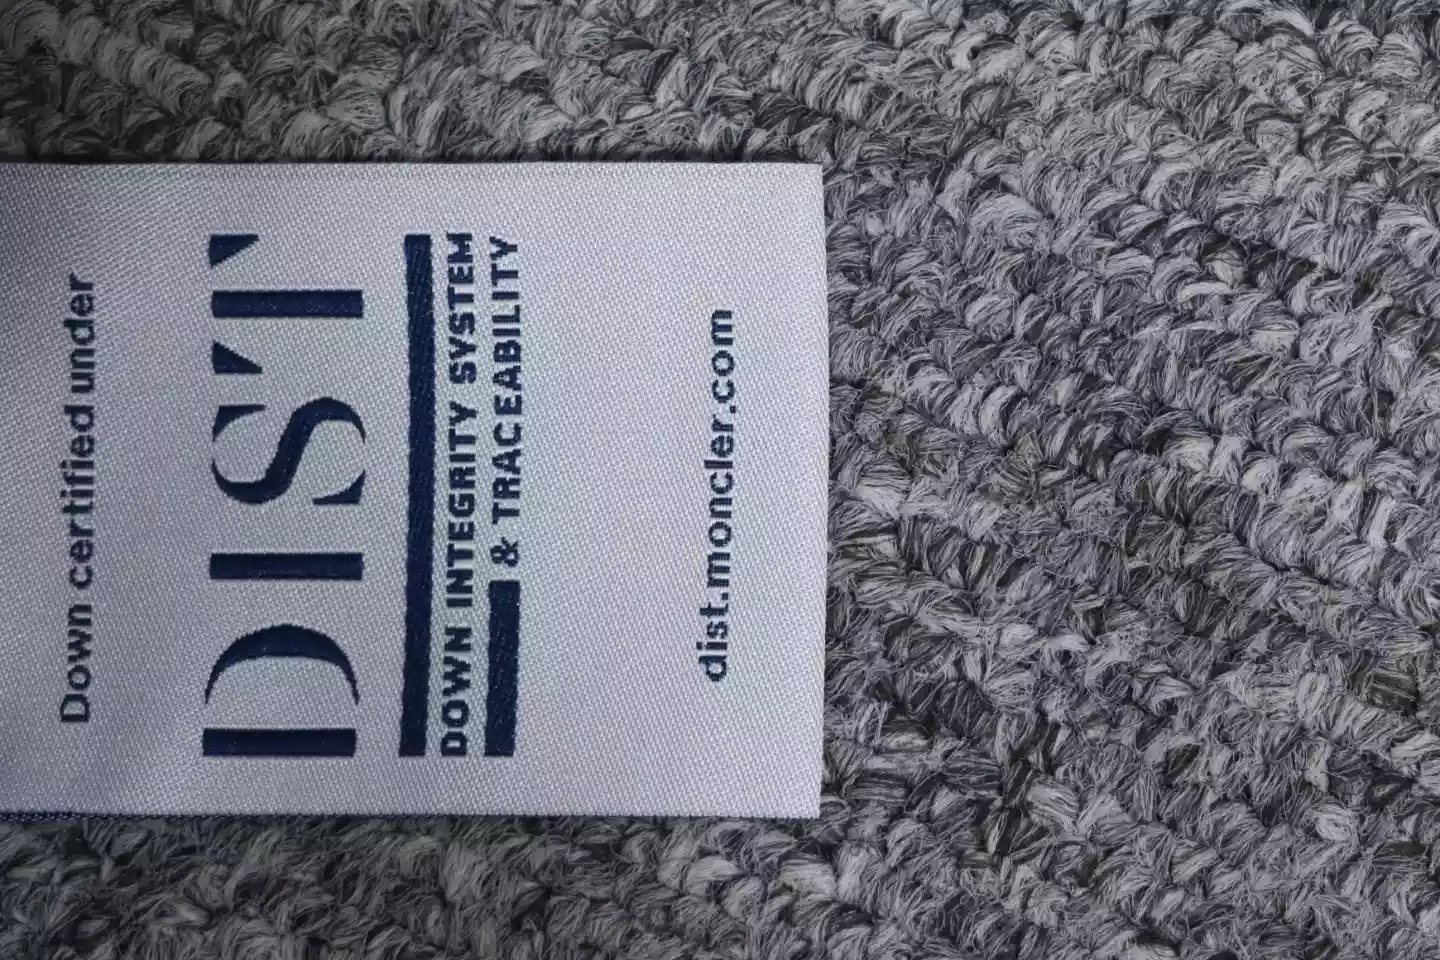 Down certified under
DIST
DOWN INTEGRITY SYSTEM
& TRACEABILITY
dist.moncler.com